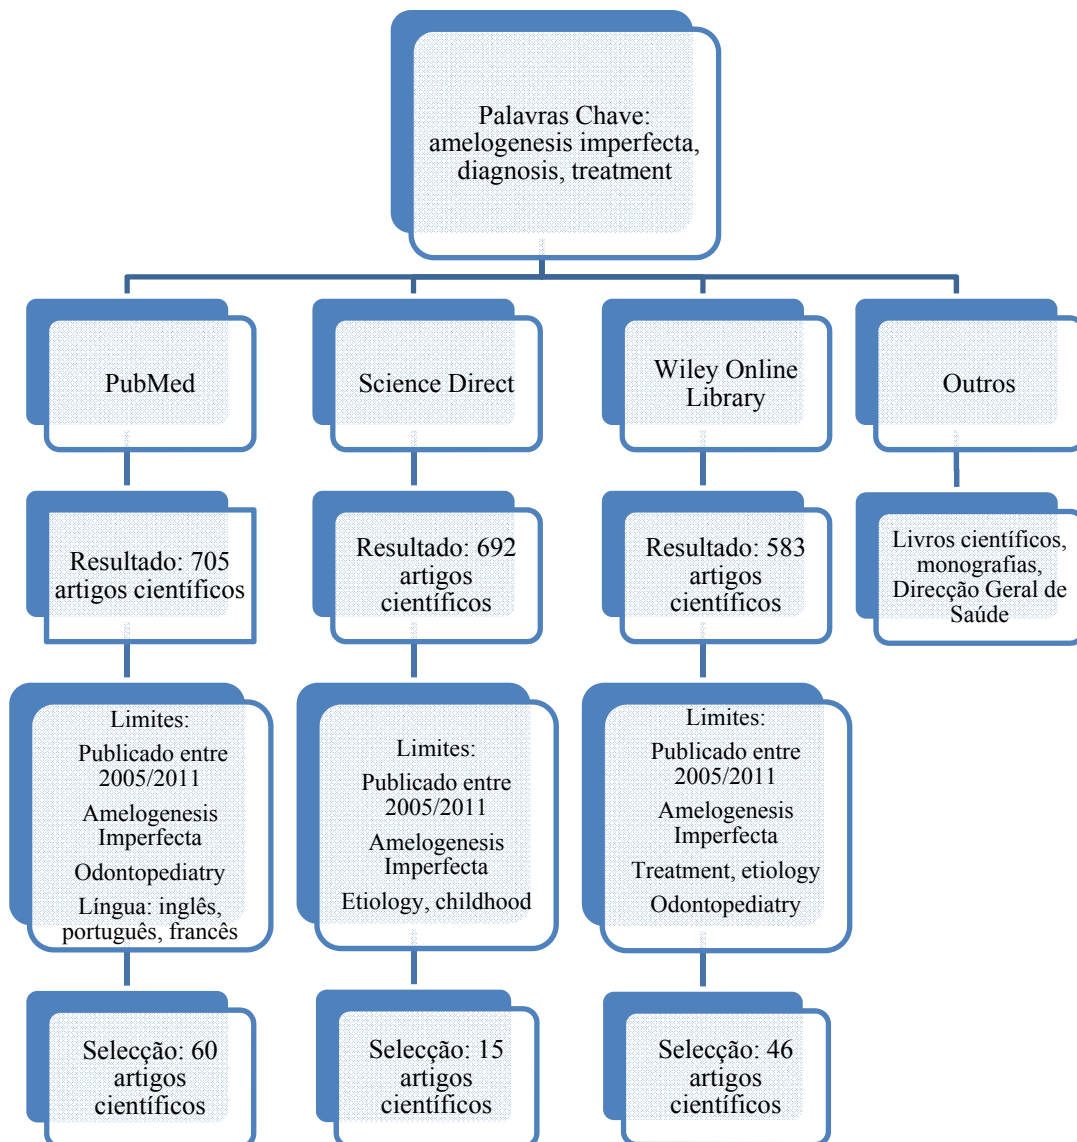 Palavras Chave:
amelogenesis imperfecta,
diagnosis, treatment
PubMed
Science Direct
Wiley Online
Library
Outros
Resultado: 705
artigos científicos
Resultado: 692
artigos
científicos
Resultado: 583
artigos
científicos
Livros científicos,
monografias,
Direcção Geral de
Saúde
Limites:
Publicado entre
2005/2011
Amelogenesis
Imperfecta
Odontopediatry
Língua: inglês,
português, francês
Limites:
Publicado entre
2005/2011
Amelogenesis
Imperfecta
Etiology, childhood
Limites:
Publicado entre
2005/2011
Amelogenesis
Imperfecta
Treatment, etiology
Odontopediatry
Selecção: 60
artigos
científicos
Selecção: 15
artigos
científicos
Selecção: 46
artigos
científicos